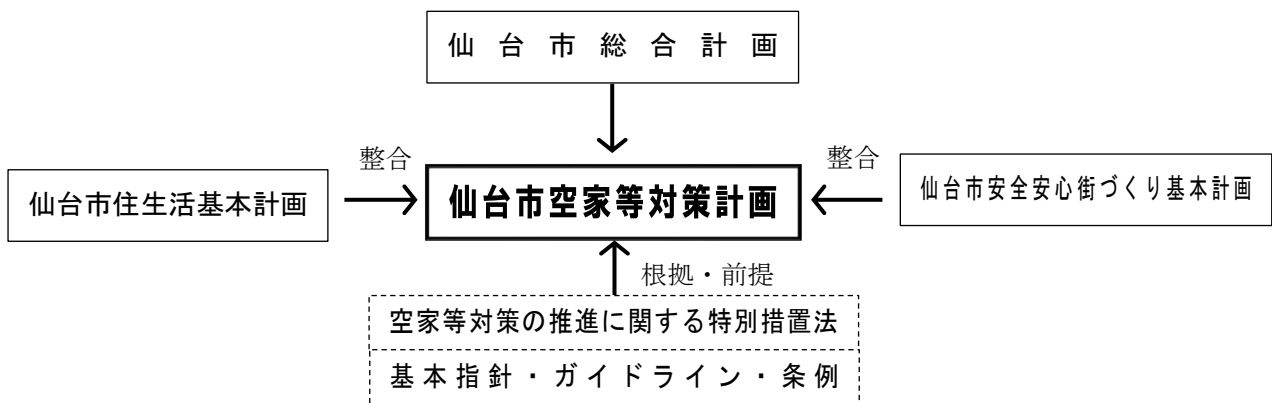 仙台市総合計画
整合
整合
仙台市住生活基本計画
仙台市空家等対策計画
仙台市安全安心街づくり基本計画
根拠・前提
空家等対策の推進に関する特別措置法
基本指針・ガイドライン・条例